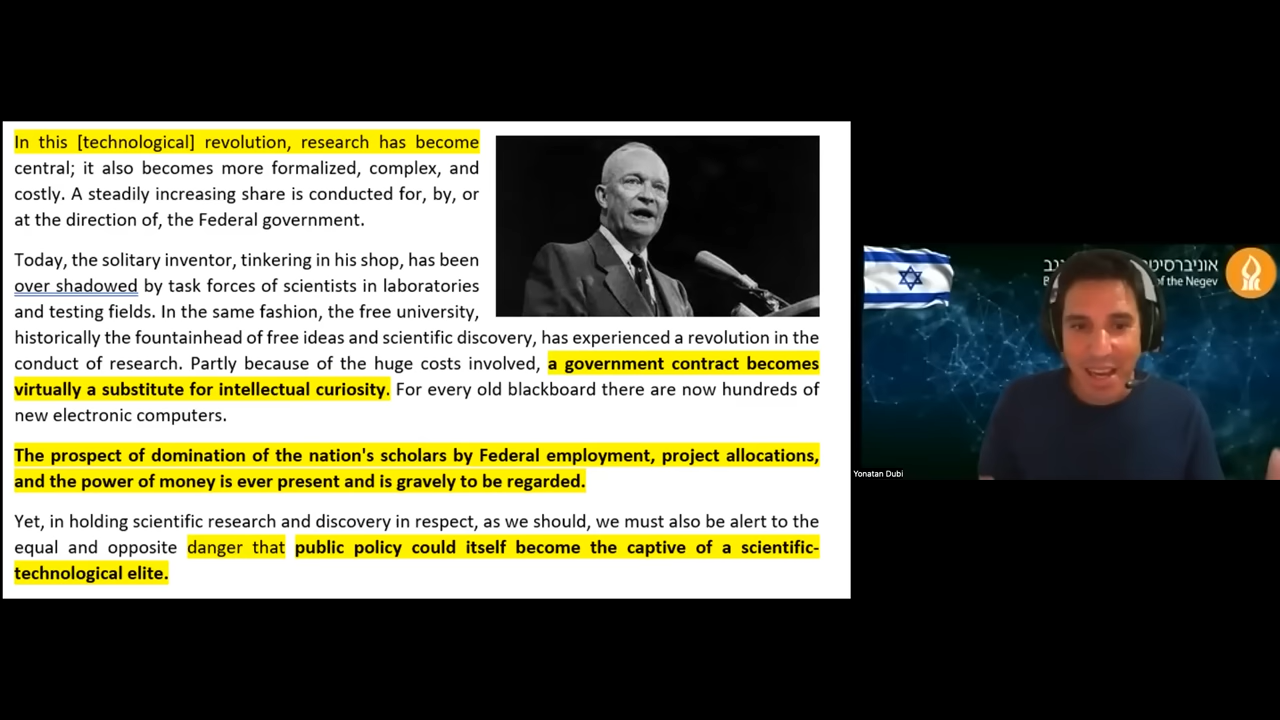 In this [technological] revolution, research has become
central; it also becomes more formalized, complex, and
costly. A steadily increasing share is conducted for, by, or
at the direction of, the Federal government.
Today, the solitary inventor, tinkering in his shop, has been
over shadowed by task forces of scientists in laboratories
and testing fields. In the same fashion, the free university,
historically the fountainhead of free ideas and scientific discovery, has experienced a revolution in the
conduct of research. Partly because of the huge costs involved, a government contract becomes
virtually a substitute for intellectual curiosity. For every old blackboard there are now hundreds of
new electronic computers.
The prospect of domination of the nation's scholars by Federal employment, project allocations,
and the power of money is ever present and is gravely to be regarded.
Yet, in holding scientific research and discovery in respect, as we should, we must also be alert to the
equal and opposite danger that public policy could itself become the captive of a scientific-
technological elite.
of the Negev
Yonatan Dubi